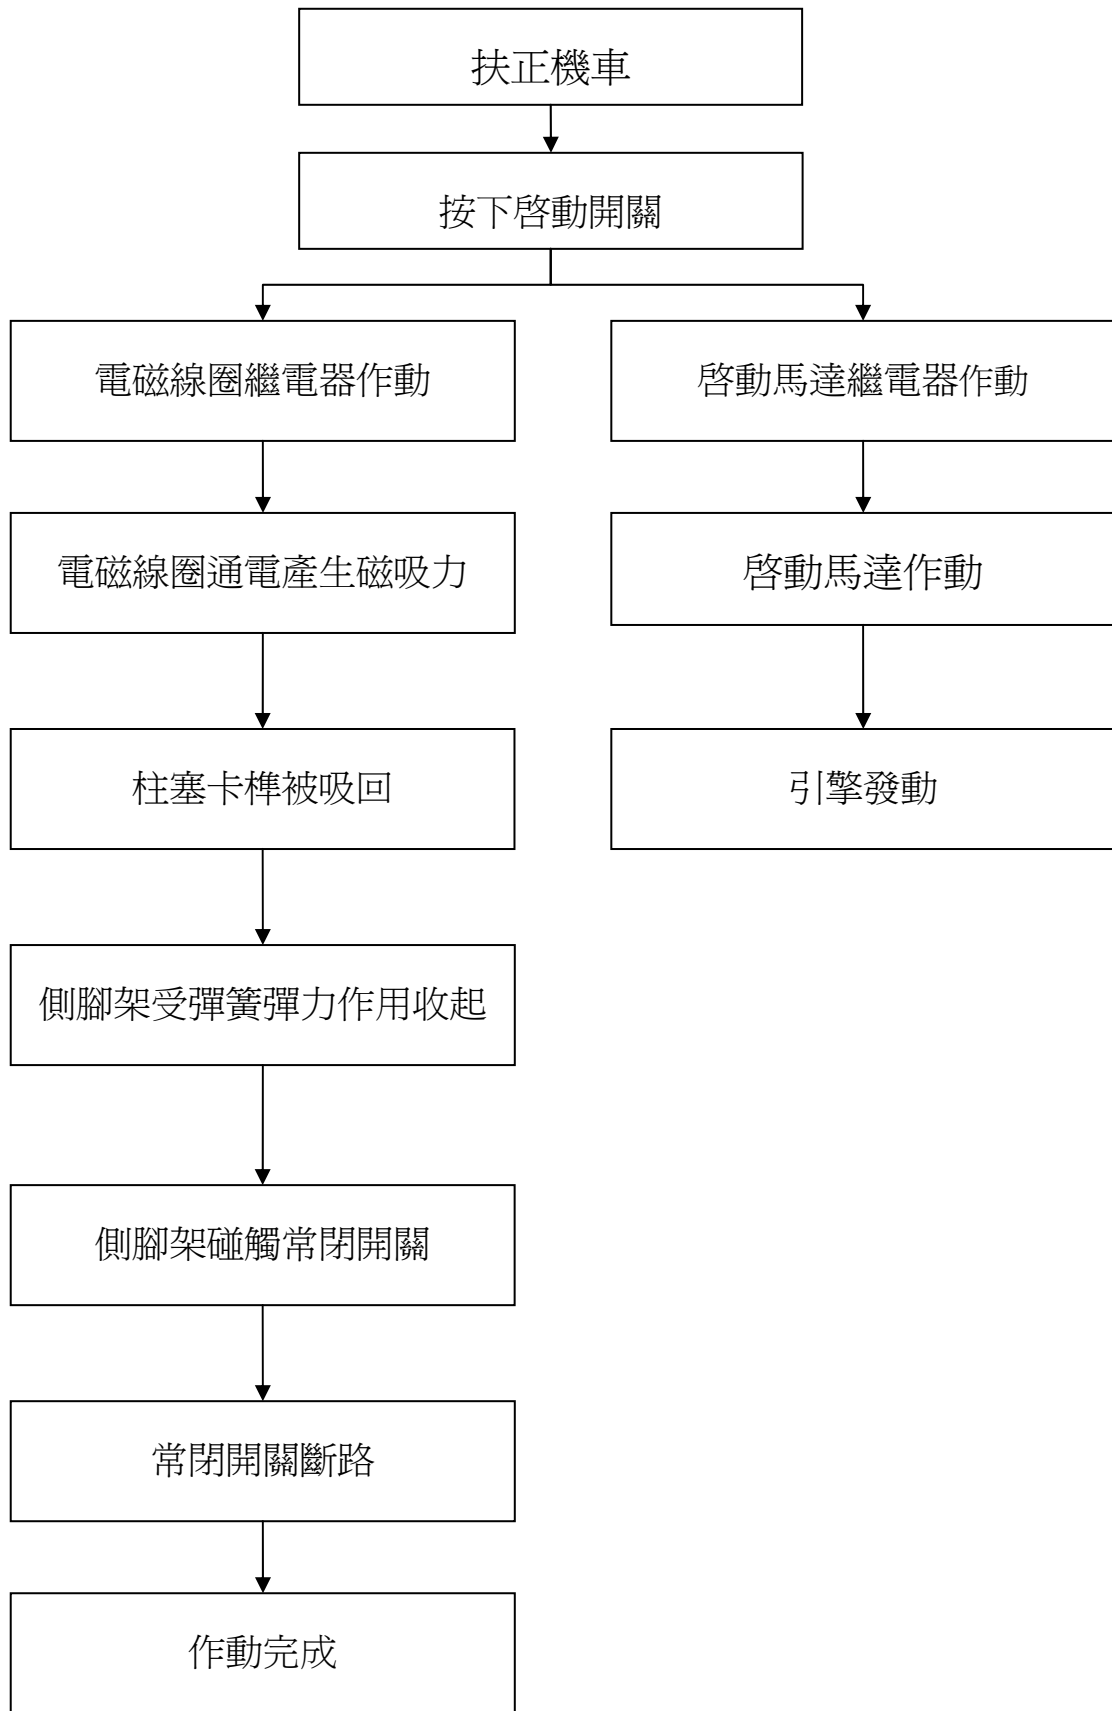 扶正機車
按下啓動開關
電磁線圈繼電器作動
啓動馬達繼電器作動
電磁線圈通電產生磁吸力
啓動馬達作動
柱塞卡榫被吸回
引擎發動
側腳架受彈簧彈力作用收起
側腳架碰觸常閉開關
常閉開關斷路
作動完成